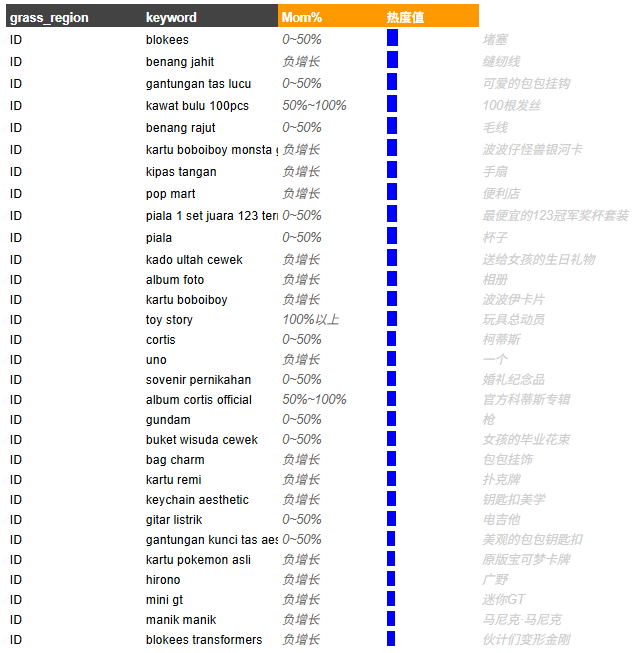 grass_region keyword Mom% 热度值
ID blokees 0~50% 堵塞
ID benang jahit 负增长 缝纫线
ID gantungan tas lucu 0~50% 可爱的包包挂钩
ID kawat bulu 100pcs 50%~100% 100根发丝
ID benang rajut 0~50% 毛线
ID kartu boboiboy monsta g 负增长 波波仔怪兽银河卡
ID kipas tangan 负增长 手扇
ID pop mart 负增长 便利店
ID piala 1 set juara 123 ter 0~50% 最便宜的123冠军奖杯套装
ID piala 0~50% 杯子
ID kado ultah cewek 负增长 送给女孩的生日礼物
ID album foto 负增长 相册
ID kartu boboiboy 负增长 波波伊卡片
ID toy story 100%以上 玩具总动员
ID cortis 0~50% 柯蒂斯
ID uno 负增长 一个
ID sovenir pernikahan 0~50% 婚礼纪念品
ID album cortis official 50%~100% 官方科蒂斯专辑
ID gundam 0~50% 枪
ID buket wisuda cewek 0~50% 女孩的毕业花束
ID bag charm 负增长 包包挂饰
ID kartu remi 负增长 扑克牌
ID keychain aesthetic 负增长 钥匙扣美学
ID gitar listrik 0~50% 电吉他
ID gantungan kunci tas aes 0~50% 美观的包包钥匙扣
ID kartu pokemon asli 负增长 原版宝可梦卡牌
ID hirono 负增长 广野
ID mini gt 负增长 迷你GT
ID manik manik 负增长 马尼克·马尼克
ID blokees transformers 负增长 伙计们变形金刚